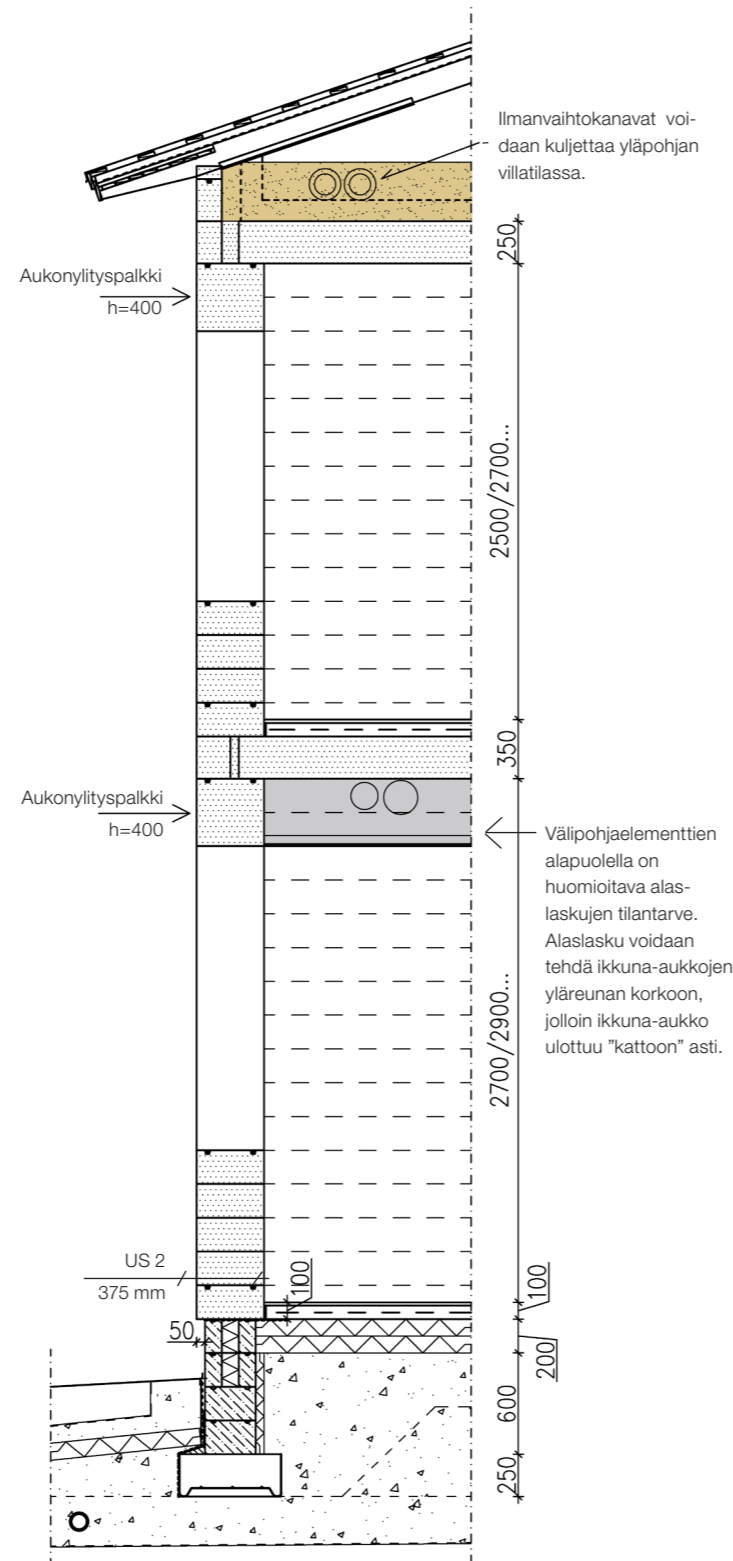 Ilmanvaihtokanavat voi-
daan kuljettaa yläpohjan
villatilassa.
250
Aukonylityspalkki
h=400
2500/2700...
350
Aukonylityspalkki
h=400
Välipohjaelementtien
alapuolella on
huomioitava alas-
laskujen tilantarve.
Alaslasku voidaan
tehdä ikkuna-aukkojen
yläreunan korkoon,
jolloin ikkuna-aukko
ulottuu ”kattoon” asti.
2700/2900...
US 2
375 mm
100
100
50
200
600
250